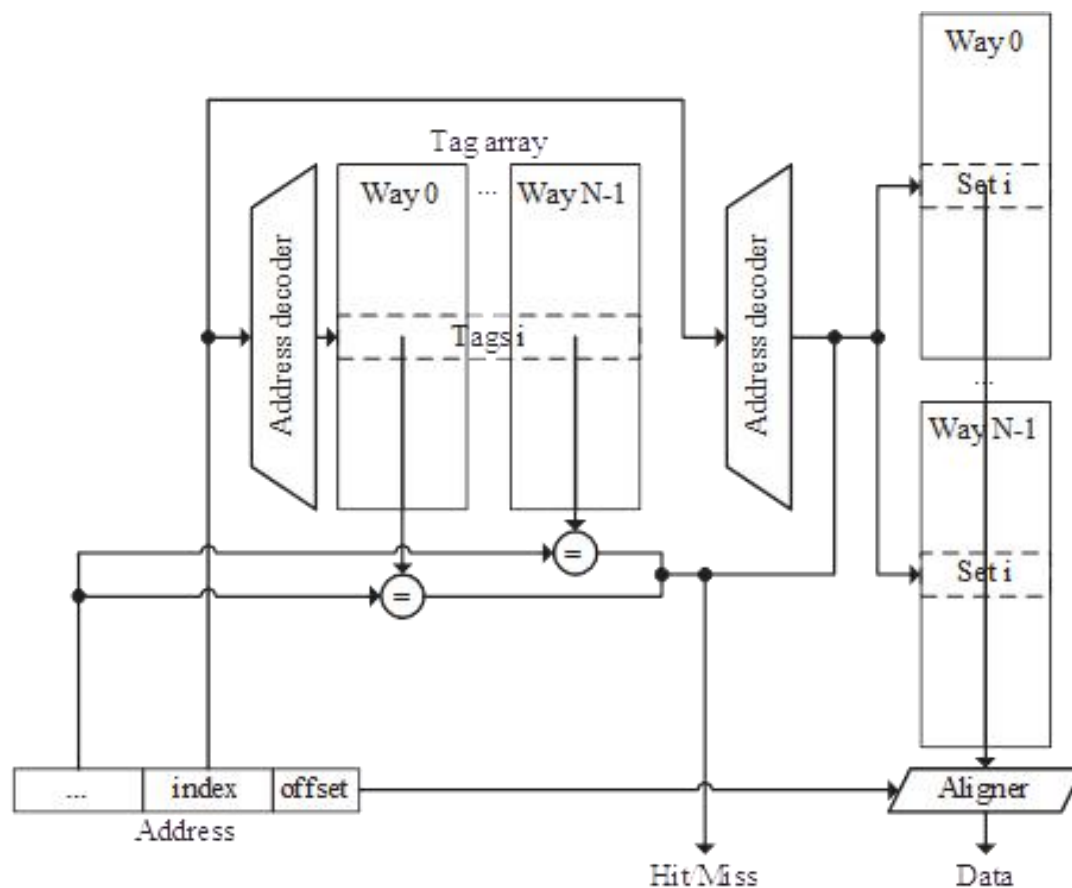 Way 0
Tag array
Way 0
...
Way N-1
Set i
Address decoder
Address decoder
Tags i
...
Way N-1
=
Set i
=
...
index
offset
Aligner
Address
Hit/Miss
Data